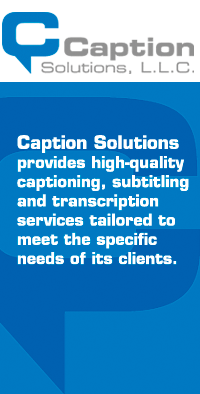 Caption
Solutions, L.L.C.
Caption Solutions
provides high-quality
captioning, subtitling
and transcription
services tailored to
meet the specific
needs of its clients.